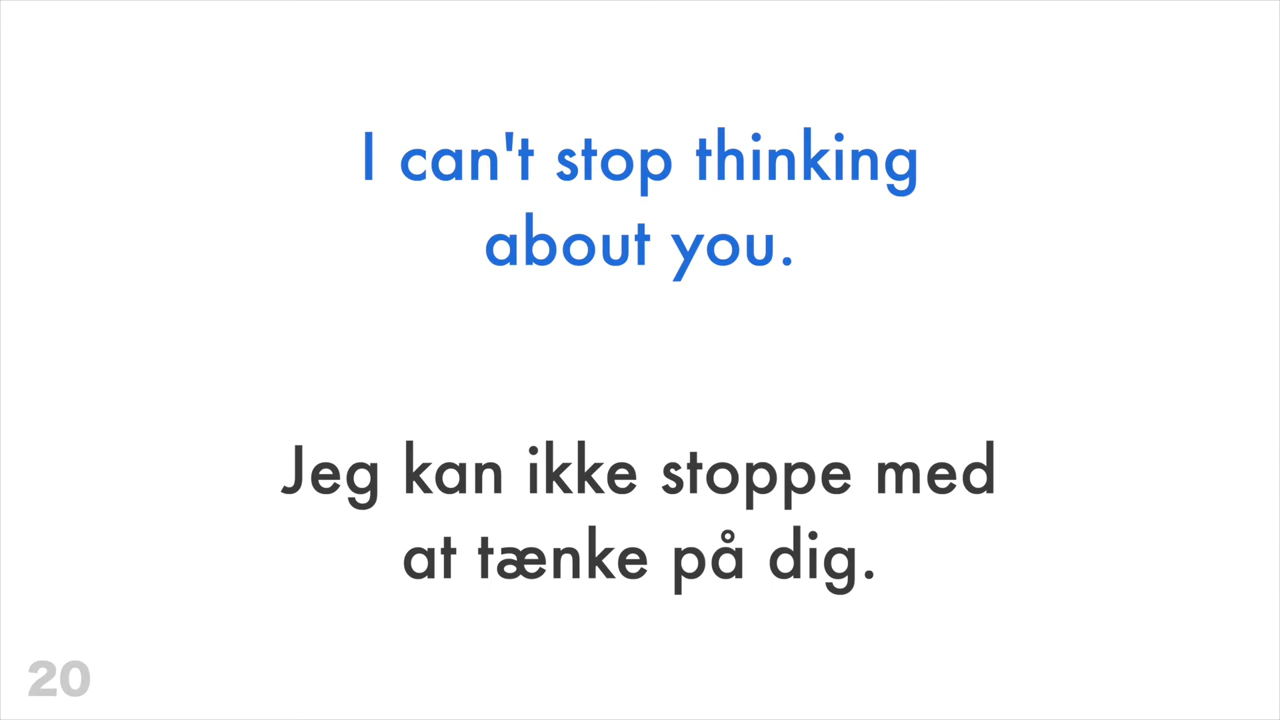 I can't stop thinking
about you.
Jeg kan ikke stoppe med
at tænke på dig.
20